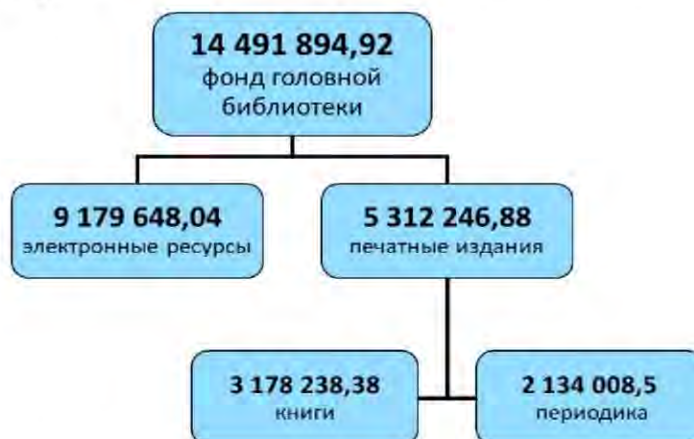 14 491 894,92
фонд головной
библиотеки
9 179 648,04
электронные ресурсы
5 312 246,88
печатные издания
3 178 238,38
книги
2 134 008,5
периодика